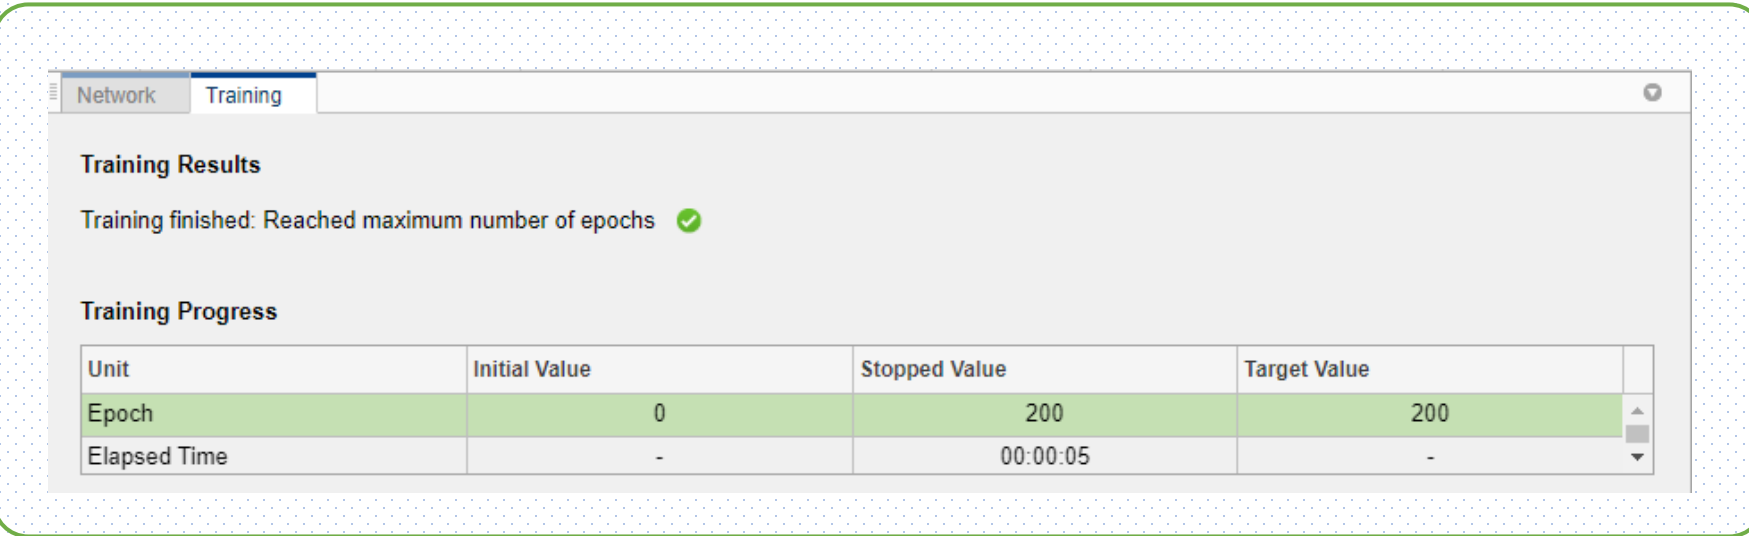 Network Training
Training Results
Training finished: Reached maximum number of epochs
Training Progress
Unit Initial Value Stopped Value Target Value
Epoch 0 200 200
Elapsed Time - 00:00:05 -